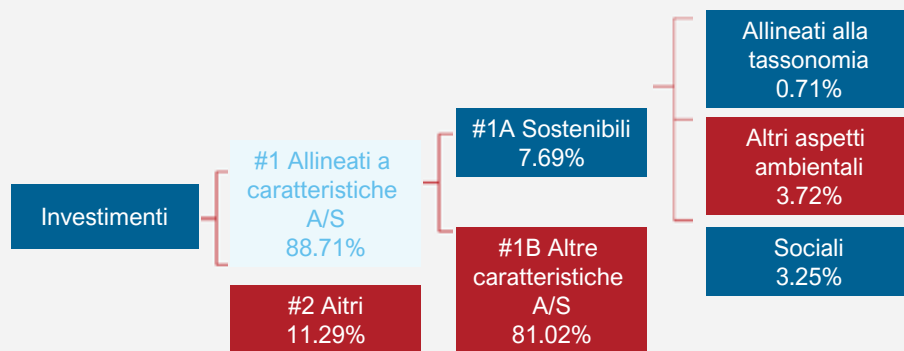 Investimenti
#1 Allineati a
caratteristiche
A/S
88.71%
#2 Aitri
11.29%
#1A Sostenibili
7.69%
#1B Altre
caratteristiche
A/S
81.02%
Allineati alla
tassonomia
0.71%
Altri aspetti
ambientali
3.72%
Sociali
3.25%